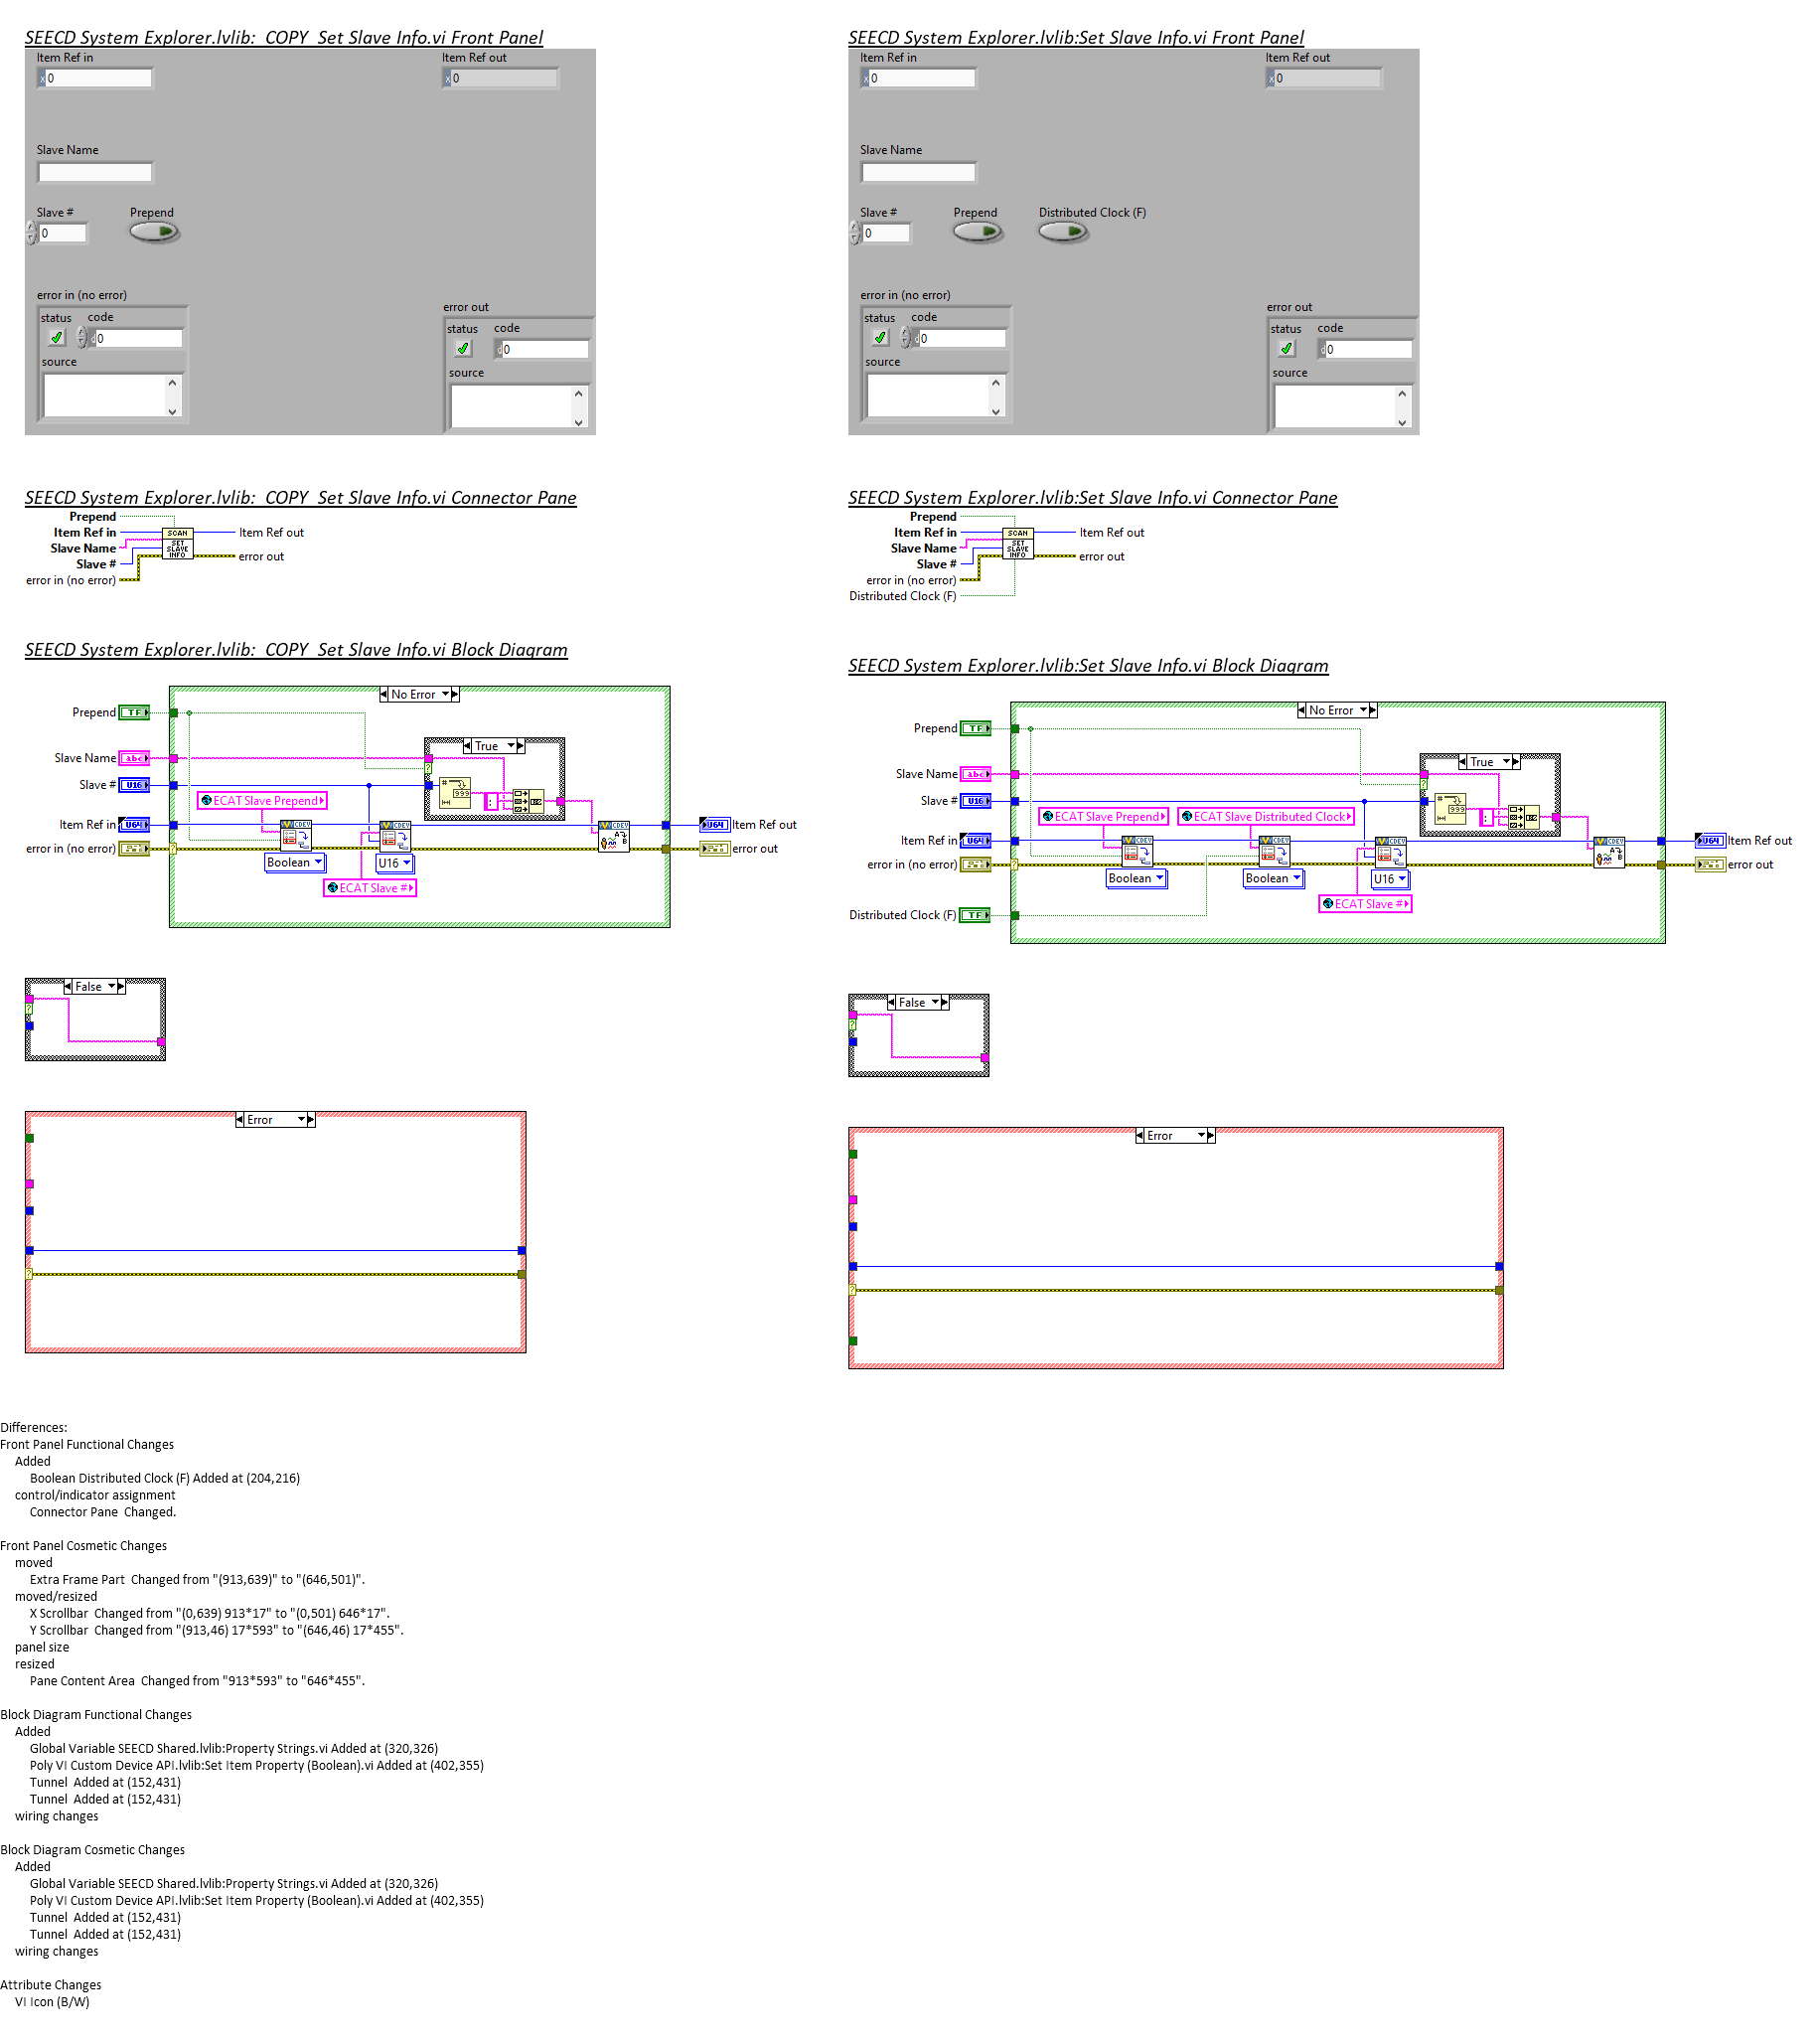 SEECD System Explorer.lvlib:  COPY  Set Slave Info.vi Front Panel
Item Ref in
x 0
Item Ref out
x 0
Slave Name
Slave #
0
Prepend
error in (no error)
status
code
d 0
source
error out
status
code
d 0
source
SEECD System Explorer.lvlib:Set Slave Info.vi Front Panel
Item Ref in
x 0
Item Ref out
x 0
Slave Name
Slave #
0
Prepend
Distributed Clock (F)
error in (no error)
status
code
d 0
source
error out
status
code
d 0
source
SEECD System Explorer.lvlib:  COPY  Set Slave Info.vi Connector Pane
Prepend
Item Ref in
Slave Name
Slave #
error in (no error)
SCAN
SET
SLAVE
INFO
Item Ref out
error out
SEECD System Explorer.lvlib:Set Slave Info.vi Connector Pane
Prepend
Item Ref in
Slave Name
Slave #
error in (no error)
Distributed Clock (F)
SCAN
SET
SLAVE
INFO
Item Ref out
error out
SEECD System Explorer.lvlib:  COPY  Set Slave Info.vi Block Diagram
No Error
Prepend
TF
True
Slave Name
abc
Slave #
U16
#
999
:
ECAT Slave Prepend
Item Ref in
U64
CDEV
CDEV
CDEV
A
B
U64
Item Ref out
error in (no error)
?
error out
Boolean
U16
ECAT Slave #
False
?
Error
?
SEECD System Explorer.lvlib:Set Slave Info.vi Block Diagram
No Error
Prepend
TF
True
Slave Name
abc
Slave #
U16
#
999
:
ECAT Slave Prepend
ECAT Slave Distributed Clock
Item Ref in
U64
CDEV
CDEV
CDEV
CDEV
A
B
U64
Item Ref out
error in (no error)
?
error out
Boolean
Boolean
U16
ECAT Slave #
Distributed Clock (F)
TF
False
?
Error
?
Differences:
Front Panel Functional Changes
Added
Boolean Distributed Clock (F) Added at (204,216)
control/indicator assignment
Connector Pane  Changed.
Front Panel Cosmetic Changes
moved
Extra Frame Part  Changed from "(913,639)" to "(646,501)".
moved/resized
X Scrollbar  Changed from "(0,639) 913*17" to "(0,501) 646*17".
Y Scrollbar  Changed from "(913,46) 17*593" to "(646,46) 17*455".
panel size
resized
Pane Content Area  Changed from "913*593" to "646*455".
Block Diagram Functional Changes
Added
Global Variable SEECD Shared.lvlib:Property Strings.vi Added at (320,326)
Poly VI Custom Device API.lvlib:Set Item Property (Boolean).vi Added at (402,355)
Tunnel  Added at (152,431)
Tunnel  Added at (152,431)
wiring changes
Block Diagram Cosmetic Changes
Added
Global Variable SEECD Shared.lvlib:Property Strings.vi Added at (320,326)
Poly VI Custom Device API.lvlib:Set Item Property (Boolean).vi Added at (402,355)
Tunnel  Added at (152,431)
Tunnel  Added at (152,431)
wiring changes
Attribute Changes
VI Icon (B/W)